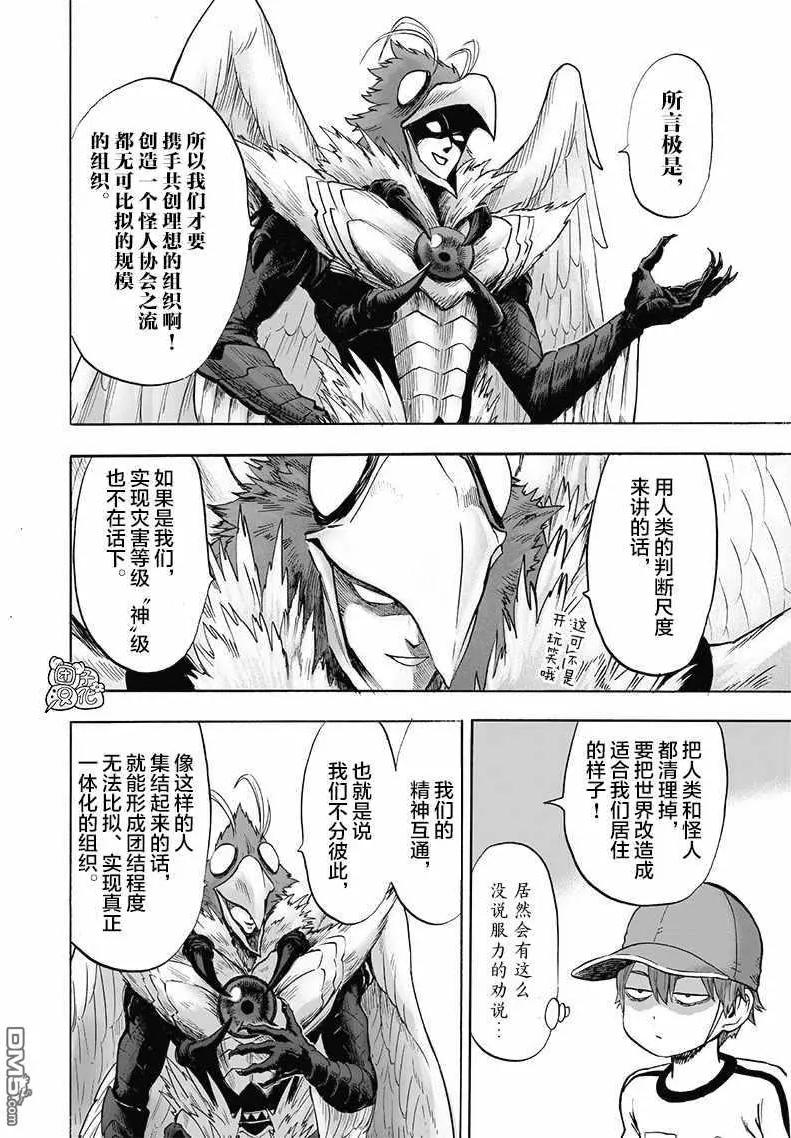 所言极是，
所以我们才要
携手共创理想的组织啊！
创造一个怪人协会之流
都无可比拟的规模
的组织。
用人类的判断尺度
来讲的话，
这可不是
开玩笑哦
如果是我们，
实现灾害等级“神”级
也不在话下。
团子
汉化
把人类和怪人
都清理掉，
要把世界改造成
适合我们居住
的样子！
居然会有这么
没说服力的劝说…
我们的
精神互通，
也就是说
我们不分彼此，
像这样的人
集结起来的话，
就能形成团结程度
无法比拟、实现真正
一体化的组织。
DM5
.com